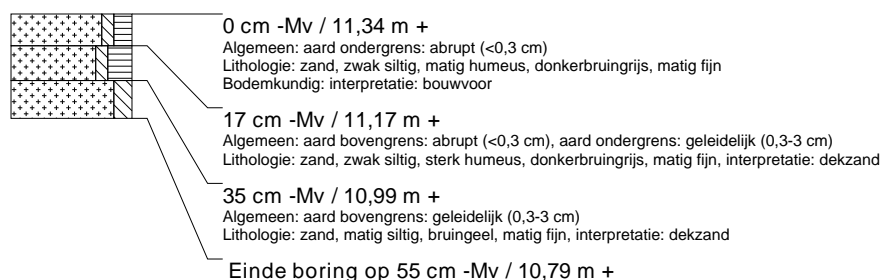 0 cm -Mv / 11,34 m +
Algemeen: aard ondergrens: abrupt (<0,3 cm)
Lithologie: zand, zwak siltig, matig humeus, donkerbruingrijs, matig fijn
Bodemkundig: interpretatie: bouwvoor
17 cm -Mv / 11,17 m +
Algemeen: aard bovengrens: abrupt (<0,3 cm), aard ondergrens: geleidelijk (0,3-3 cm)
Lithologie: zand, zwak siltig, sterk humeus, donkerbruingrijs, matig fijn, interpretatie: dekzand
35 cm -Mv / 10,99 m +
Algemeen: aard bovengrens: geleidelijk (0,3-3 cm)
Lithologie: zand, matig siltig, bruingeel, matig fijn, interpretatie: dekzand
Einde boring op 55 cm -Mv / 10,79 m +